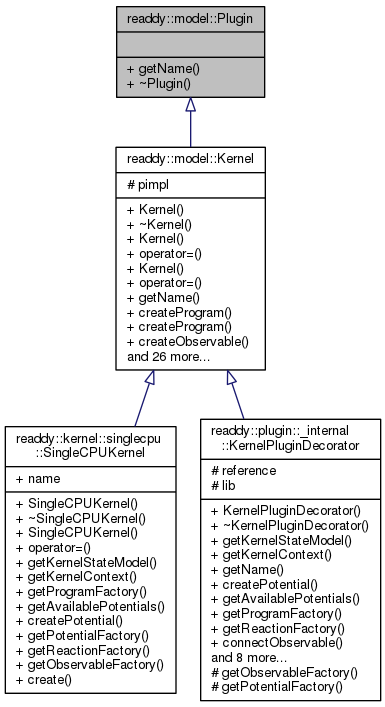 readdy::model::Plugin
+ getName()
+ ~Plugin()
readdy::model::Kernel
# pimpl
+ Kernel()
+ ~Kernel()
+ Kernel()
+ operator=()
+ Kernel()
+ operator=()
+ getName()
+ createProgram()
+ createProgram()
+ createObservable()
and 26 more...
readdy::kernel::singlecpu
::SingleCPUKernel
+ name
+ SingleCPUKernel()
+ ~SingleCPUKernel()
+ SingleCPUKernel()
+ operator=()
+ getKernelStateModel()
+ getKernelContext()
+ getProgramFactory()
+ getAvailablePotentials()
+ createPotential()
+ getPotentialFactory()
+ getReactionFactory()
+ getObservableFactory()
+ create()
readdy::plugin::_internal
::KernelPluginDecorator
# reference
# lib
+ KernelPluginDecorator()
+ ~KernelPluginDecorator()
+ getKernelStateModel()
+ getKernelContext()
+ getName()
+ createPotential()
+ getAvailablePotentials()
+ getProgramFactory()
+ getReactionFactory()
+ connectObservable()
and 8 more...
# getObservableFactory()
# getPotentialFactory()